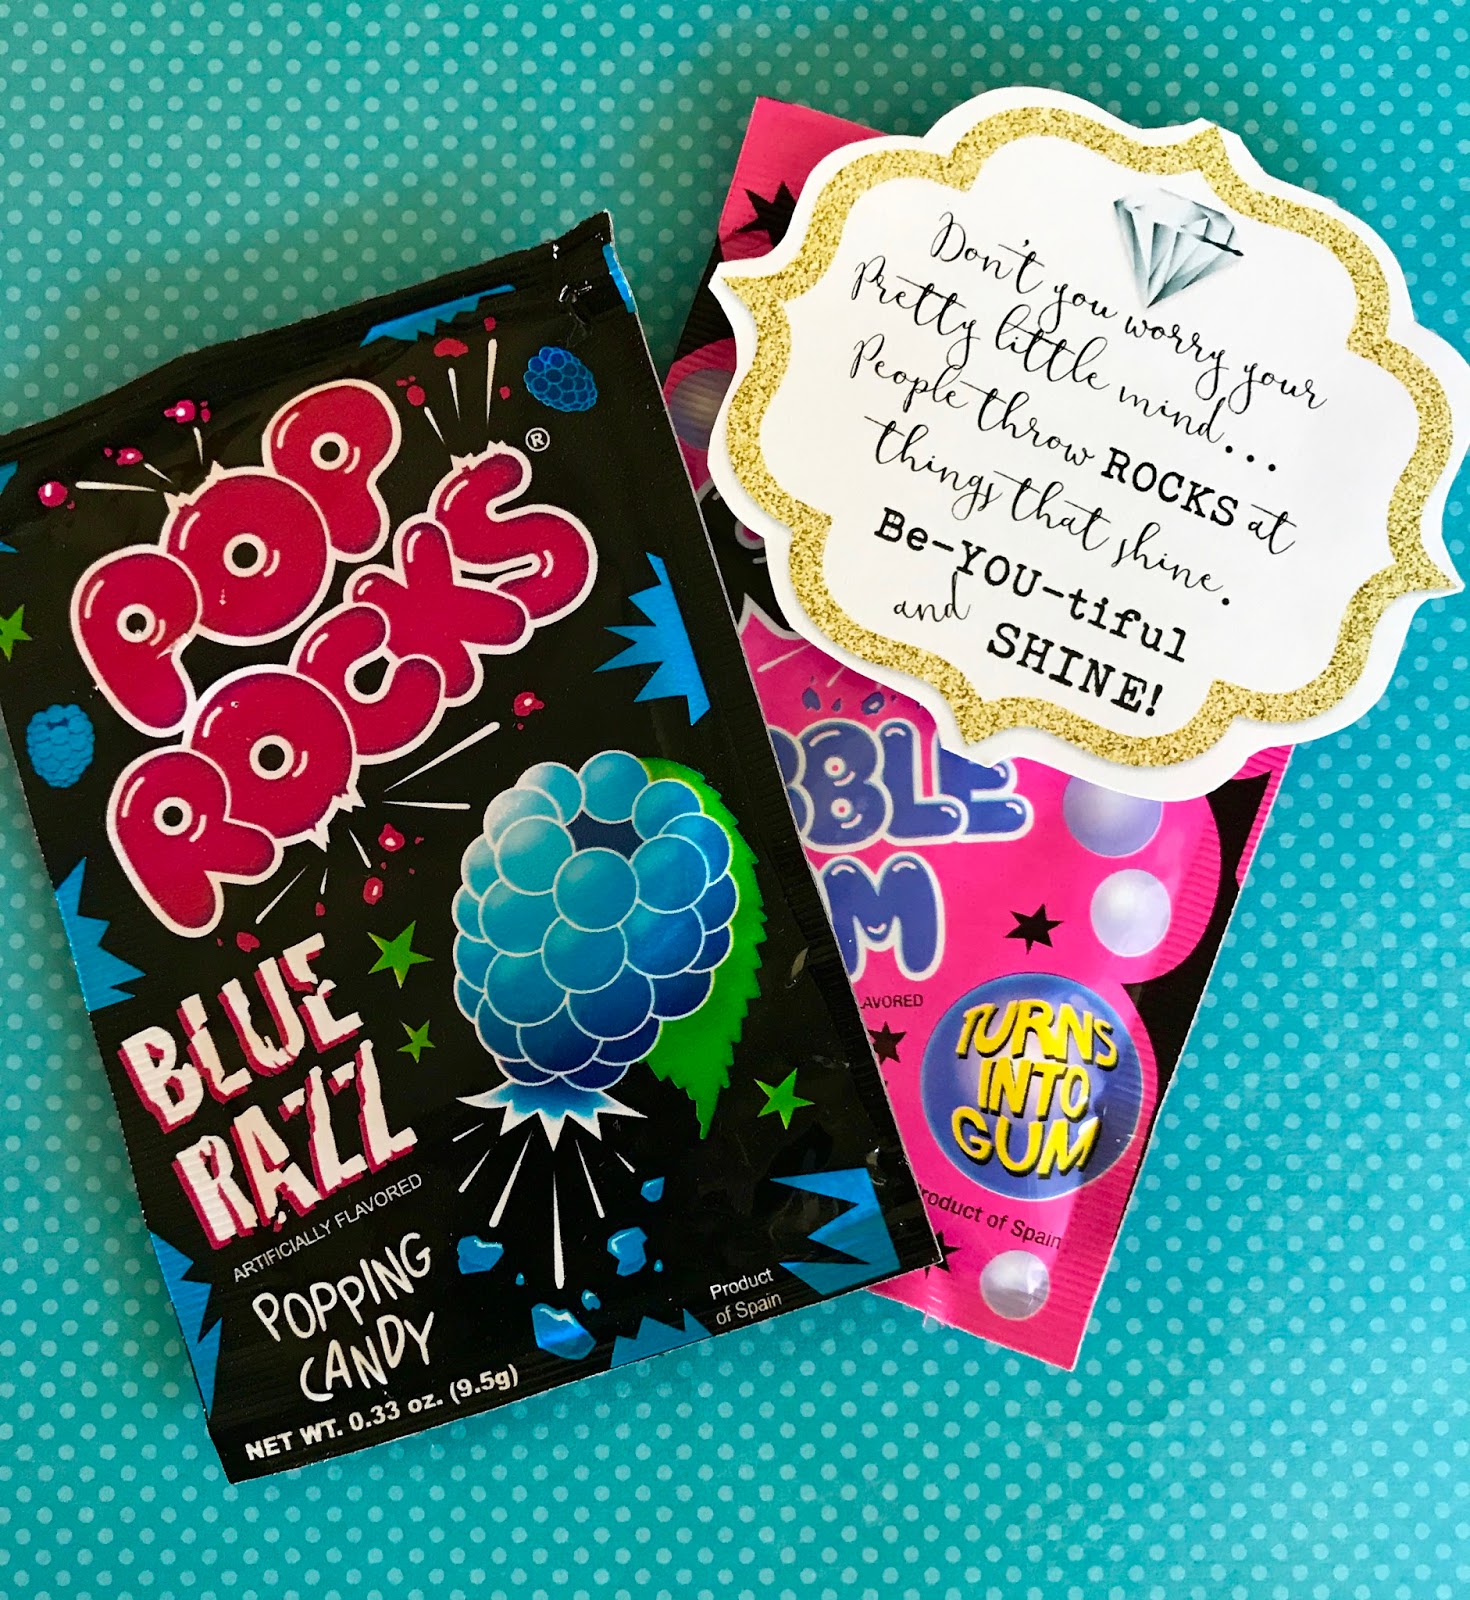 POP
ROCKS®
BLUE
RAZZ
ARTIFICIALLY FLAVORED
POPPING
CANDY
NET WT. 0.33 oz. (9.5g)
Product
of Spain
Don't you worry your
Pretty little mind...
People throw ROCKS at
things that shine.
Be-YOU-tiful
and SHINE!
TURNS
INTO
GUM
of Spain